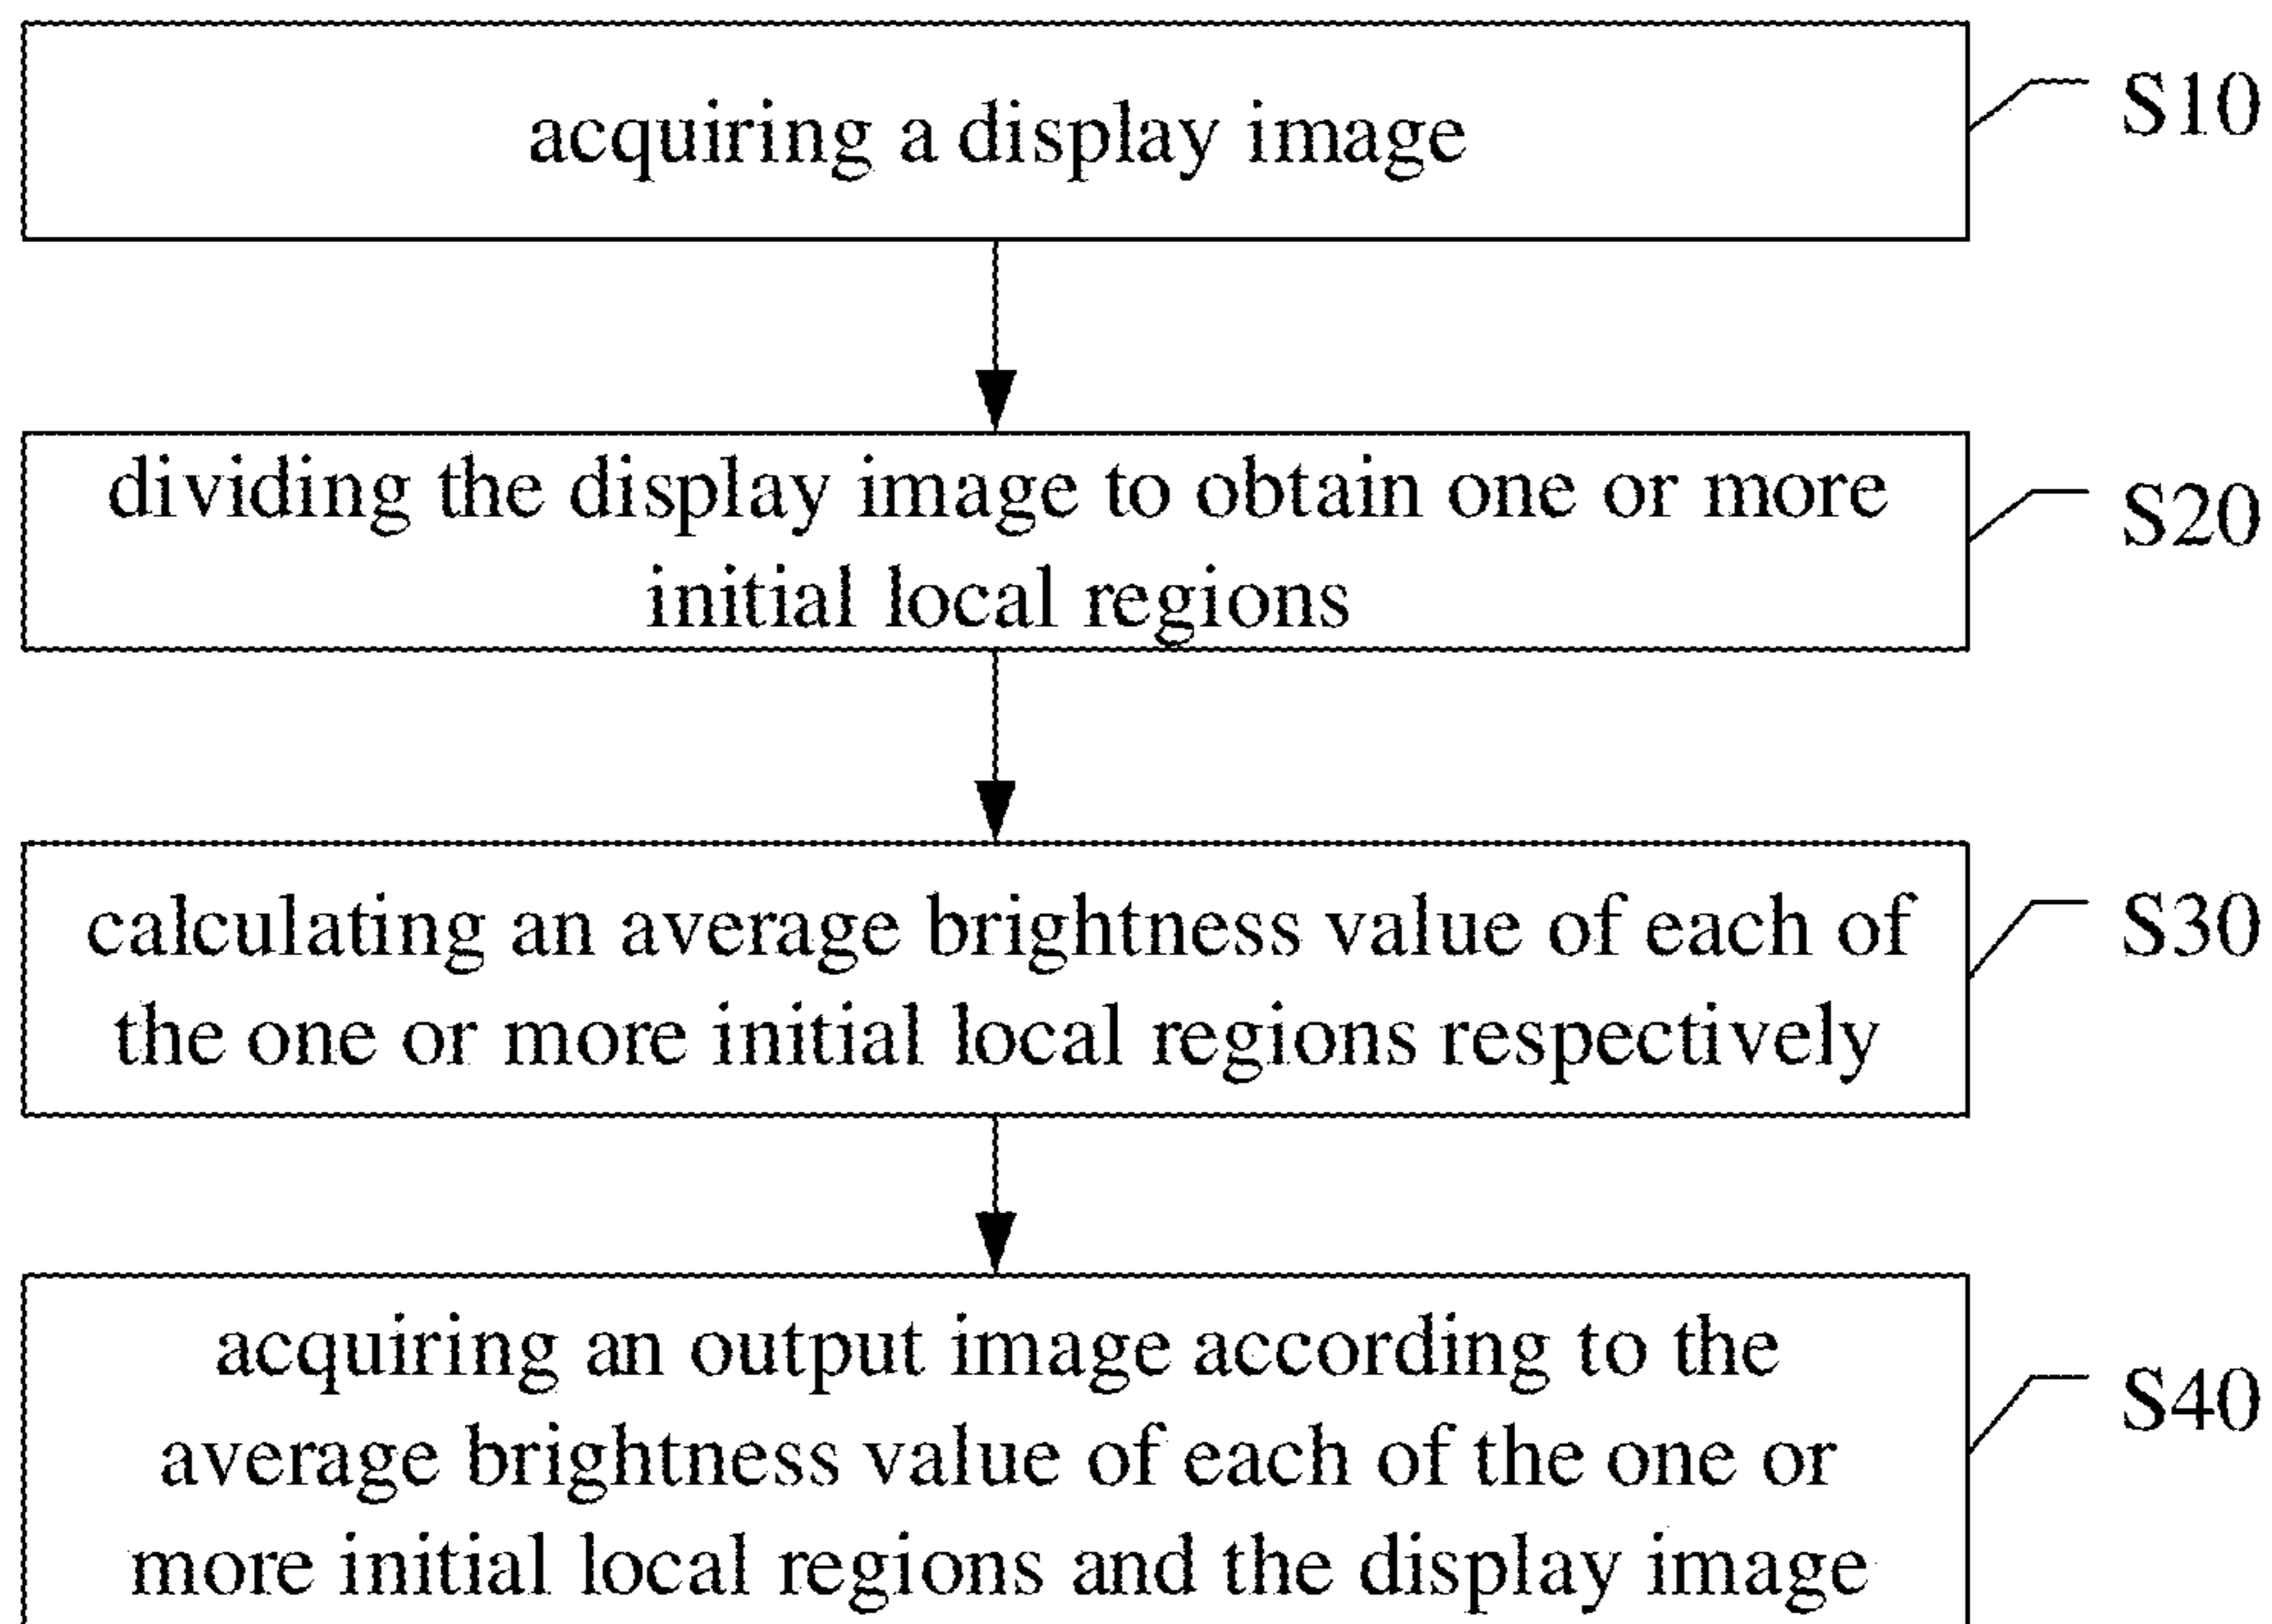 acquiring a display image
S10
dividing the display image to obtain one or more
initial local regions
S20
calculating an average brightness value of each of
the one or more initial local regions respectively
S30
acquiring an output image according to the
average brightness value of each of the one or
more initial local regions and the display image
S40